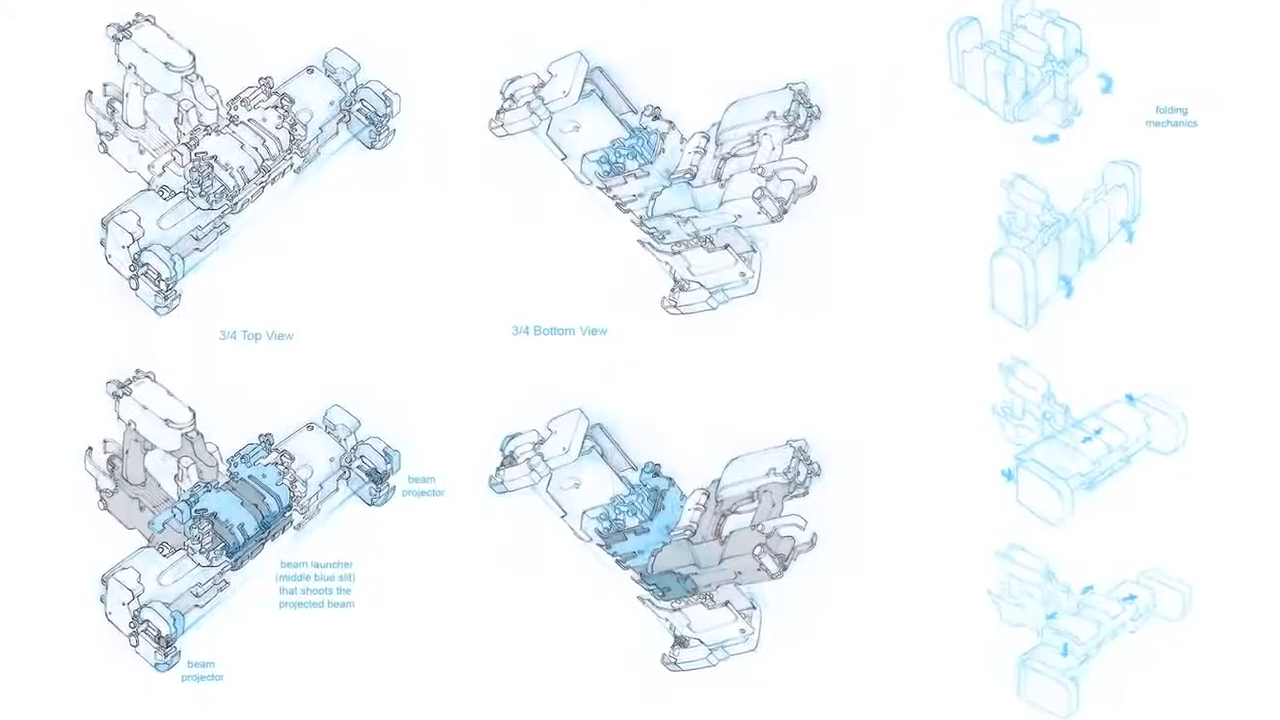 folding
mechanics
3/4 Top View
3/4 Bottom View
beam
projector
beam launcher
(middle blue slit)
that shoots the
projected beam
beam
projector